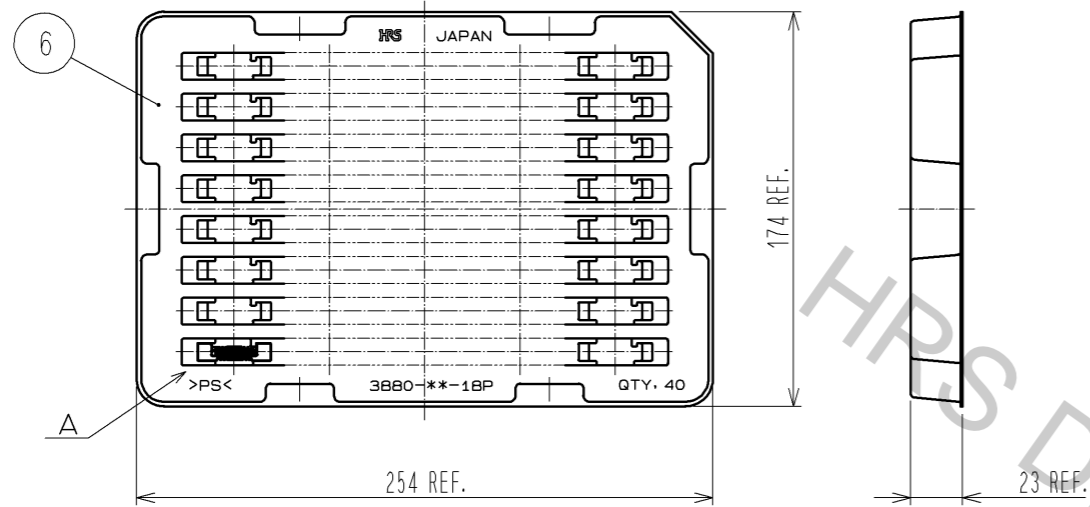 6
HRS JAPAN
174 REF.
>PS< 3880-**-18P QTY, 40
A
254 REF.
23 REF.
HRS D